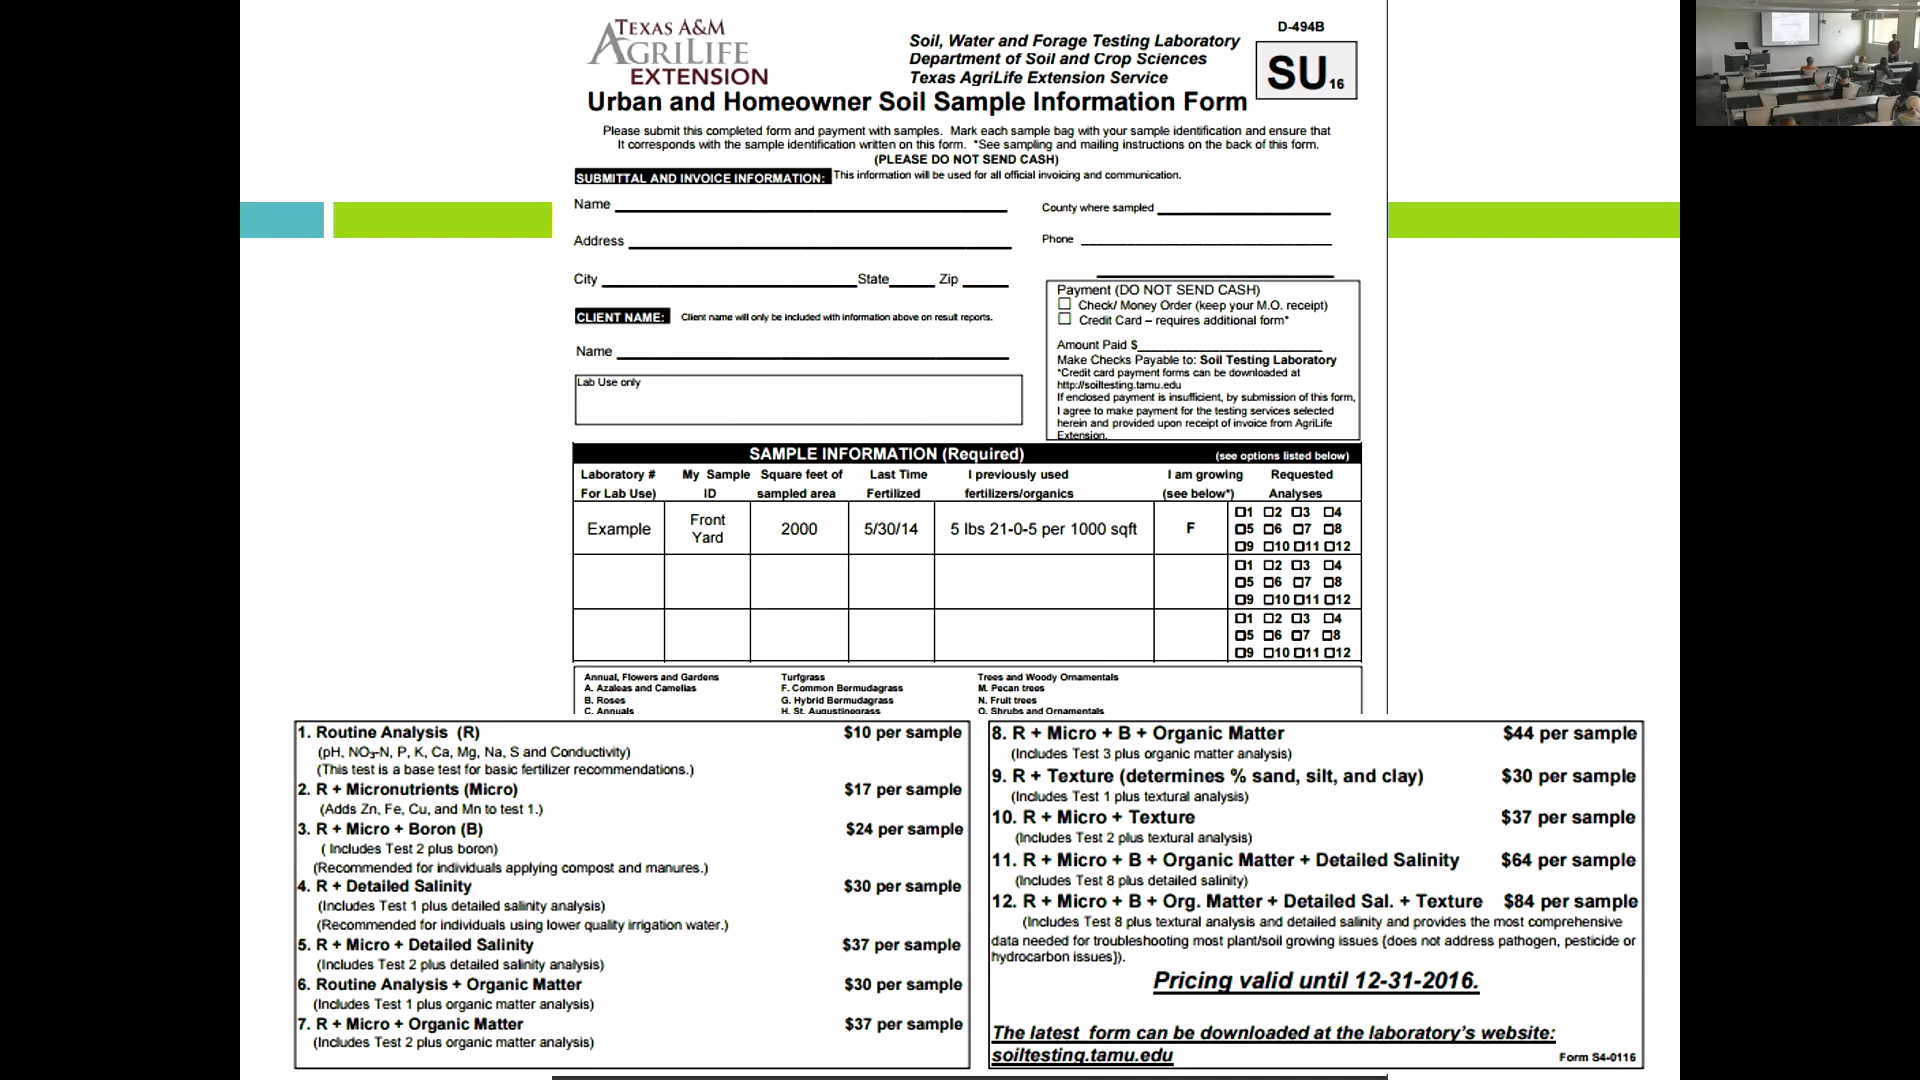 TEXAS A&M
AGRILIFE
EXTENSION
Soil, Water and Forage Testing Laboratory
Department of Soil and Crop Sciences
Texas AgriLife Extension Service
D-494B
SU16
Urban and Homeowner Soil Sample Information Form
Please submit this completed form and payment with samples. Mark each sample bag with your sample identification and ensure that
It corresponds with the sample identification written on this form. *See sampling and mailing instructions on the back of this form.
(PLEASE DO NOT SEND CASH)
SUBMITTAL AND INVOICE INFORMATION: This information will be used for all official invoicing and communication.
Name
County where sampled
Address
Phone
City State Zip
CLIENT NAME: Client name will only be included with information above on result reports.
Name
Lab Use only
Payment (DO NOT SEND CASH)
☐ Check/ Money Order (keep your M.O. receipt)
☐ Credit Card – requires additional form*
Amount Paid $
Make Checks Payable to: Soil Testing Laboratory
*Credit card payment forms can be downloaded at
http://soiltesting.tamu.edu
If enclosed payment is insufficient, by submission of this form,
I agree to make payment for the testing services selected
herein and provided upon receipt of invoice from AgriLife
Extension.
SAMPLE INFORMATION (Required) (see options listed below)
Laboratory # My Sample Square feet of Last Time I previously used I am growing Requested
For Lab Use) ID sampled area Fertilized fertilizers/organics (see below*) Analyses
Example Front Yard 2000 5/30/14 5 lbs 21-0-5 per 1000 sqft F
☐1 ☐2 ☐3 ☐4
☐5 ☐6 ☐7 ☐8
☐9 ☐10 ☐11 ☐12
☐1 ☐2 ☐3 ☐4
☐5 ☐6 ☐7 ☐8
☐9 ☐10 ☐11 ☐12
☐1 ☐2 ☐3 ☐4
☐5 ☐6 ☐7 ☐8
☐9 ☐10 ☐11 ☐12
Annual, Flowers and Gardens Turfgrass Trees and Woody Ornamentals
A. Azaleas and Camelias F. Common Bermudagrass M. Pecan trees
B. Roses G. Hybrid Bermudagrass N. Fruit trees
C. Annuals H. St. Augustinegrass O. Shrubs and Ornamentals
1. Routine Analysis (R) $10 per sample
(pH, NO3-N, P, K, Ca, Mg, Na, S and Conductivity)
(This test is a base test for basic fertilizer recommendations.)
2. R + Micronutrients (Micro) $17 per sample
(Adds Zn, Fe, Cu, and Mn to test 1.)
3. R + Micro + Boron (B) $24 per sample
( Includes Test 2 plus boron)
(Recommended for individuals applying compost and manures.)
4. R + Detailed Salinity $30 per sample
(Includes Test 1 plus detailed salinity analysis)
(Recommended for individuals using lower quality irrigation water.)
5. R + Micro + Detailed Salinity $37 per sample
(Includes Test 2 plus detailed salinity analysis)
6. Routine Analysis + Organic Matter $30 per sample
(Includes Test 1 plus organic matter analysis)
7. R + Micro + Organic Matter $37 per sample
(Includes Test 2 plus organic matter analysis)
8. R + Micro + B + Organic Matter $44 per sample
(Includes Test 3 plus organic matter analysis)
9. R + Texture (determines % sand, silt, and clay) $30 per sample
(Includes Test 1 plus textural analysis)
10. R + Micro + Texture $37 per sample
(Includes Test 2 plus textural analysis)
11. R + Micro + B + Organic Matter + Detailed Salinity $64 per sample
(Includes Test 8 plus detailed salinity)
12. R + Micro + B + Org. Matter + Detailed Sal. + Texture $84 per sample
(Includes Test 8 plus textural analysis and detailed salinity and provides the most comprehensive
data needed for troubleshooting most plant/soil growing issues {does not address pathogen, pesticide or
hydrocarbon issues}).
Pricing valid until 12-31-2016.
The latest form can be downloaded at the laboratory's website:
soiltesting.tamu.edu
Form S4-0116